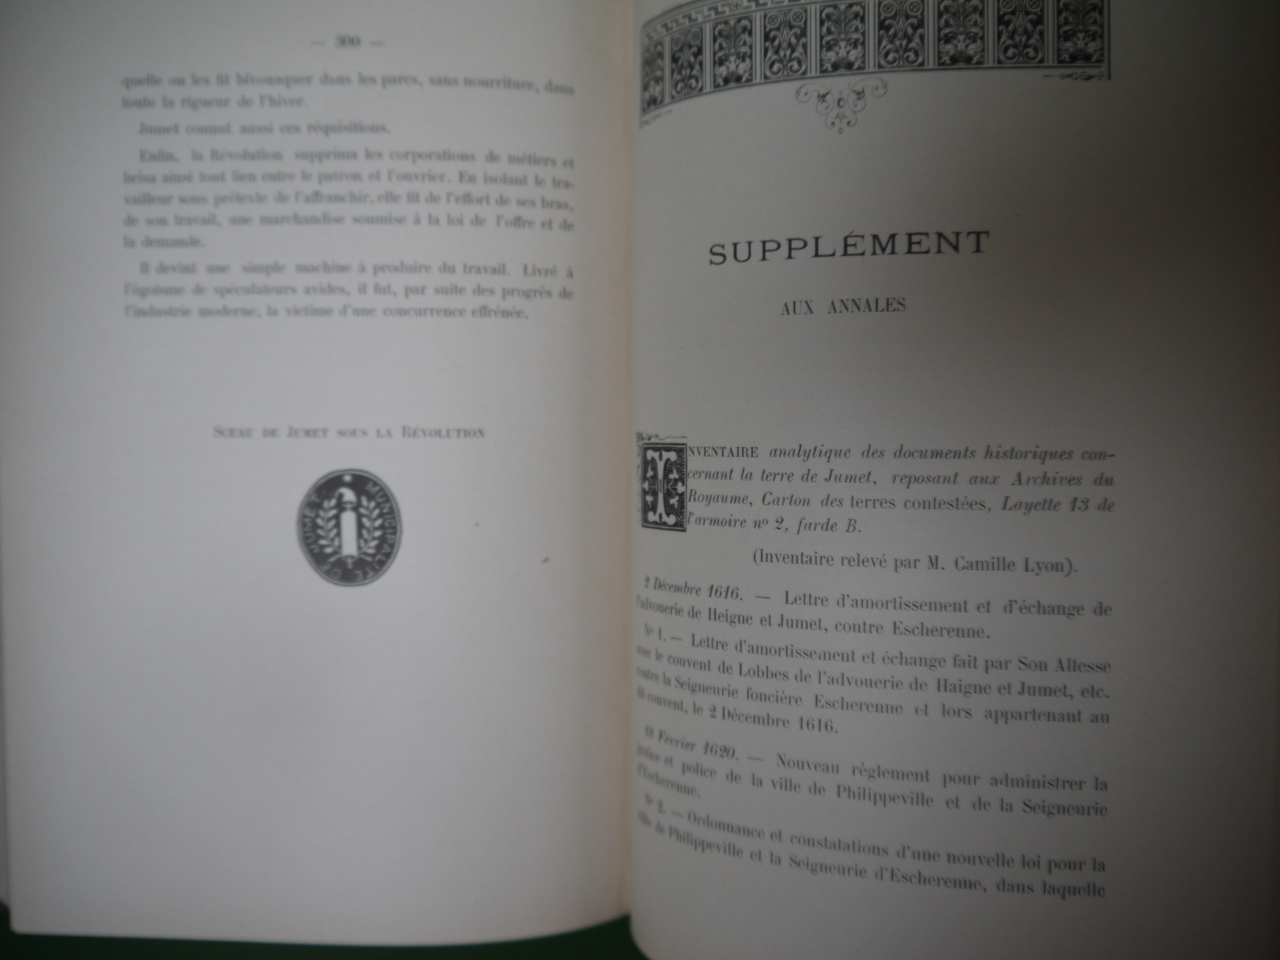 — 300 —
quelle on les fit bivouaquer dans les parcs, sans nourriture, dans
toute la rigueur de l'hiver.
Jumet connut aussi ces réquisitions.
Enfin, la Révolution supprima les corporations de métiers et
brisa ainsi tout lien entre le patron et l'ouvrier. En isolant le tra-
vailleur sous prétexte de l'affranchir, elle fit de l'effort de ses bras,
de son travail, une marchandise soumise à la loi de l'offre et de
la demande.
Il devint une simple machine à produire du travail. Livré à
l'égoïsme de spéculateurs avides, il fut, par suite des progrès de
l'industrie moderne, la victime d'une concurrence effrénée.
SCEAU DE JUMET SOUS LA RÉVOLUTION
MUNICIPALITÉ DE JUMET
SUPPLÉMENT
AUX ANNALES
INVENTAIRE analytique des documents historiques con-
cernant la terre de Jumet, reposant aux Archives du
Royaume, Carton des terres contestées, Layette 13 de
l'armoire nº 2, farde B.
(Inventaire relevé par M. Camille Lyon).
2 Décembre 1616. — Lettre d'amortissement et d'échange de
l'advouerie de Heigne et Jumet, contre Escherenne.
Nº 1. — Lettre d'amortissement et échange fait par Son Altesse
avec le couvent de Lobbes de l'advouerie de Haigne et Jumet, etc.
contre la Seigneurie foncière Escherenne et lors appartenant au
dit couvent, le 2 Décembre 1616.
18 Février 1620. — Nouveau règlement pour administrer la
justice et police de la ville de Philippeville et de la Seigneurie
d'Escherenne.
Nº 2. — Ordonnance et constatations d'une nouvelle loi pour la
ville de Philippeville et la Seigneurie d'Escherenne, dans laquelle